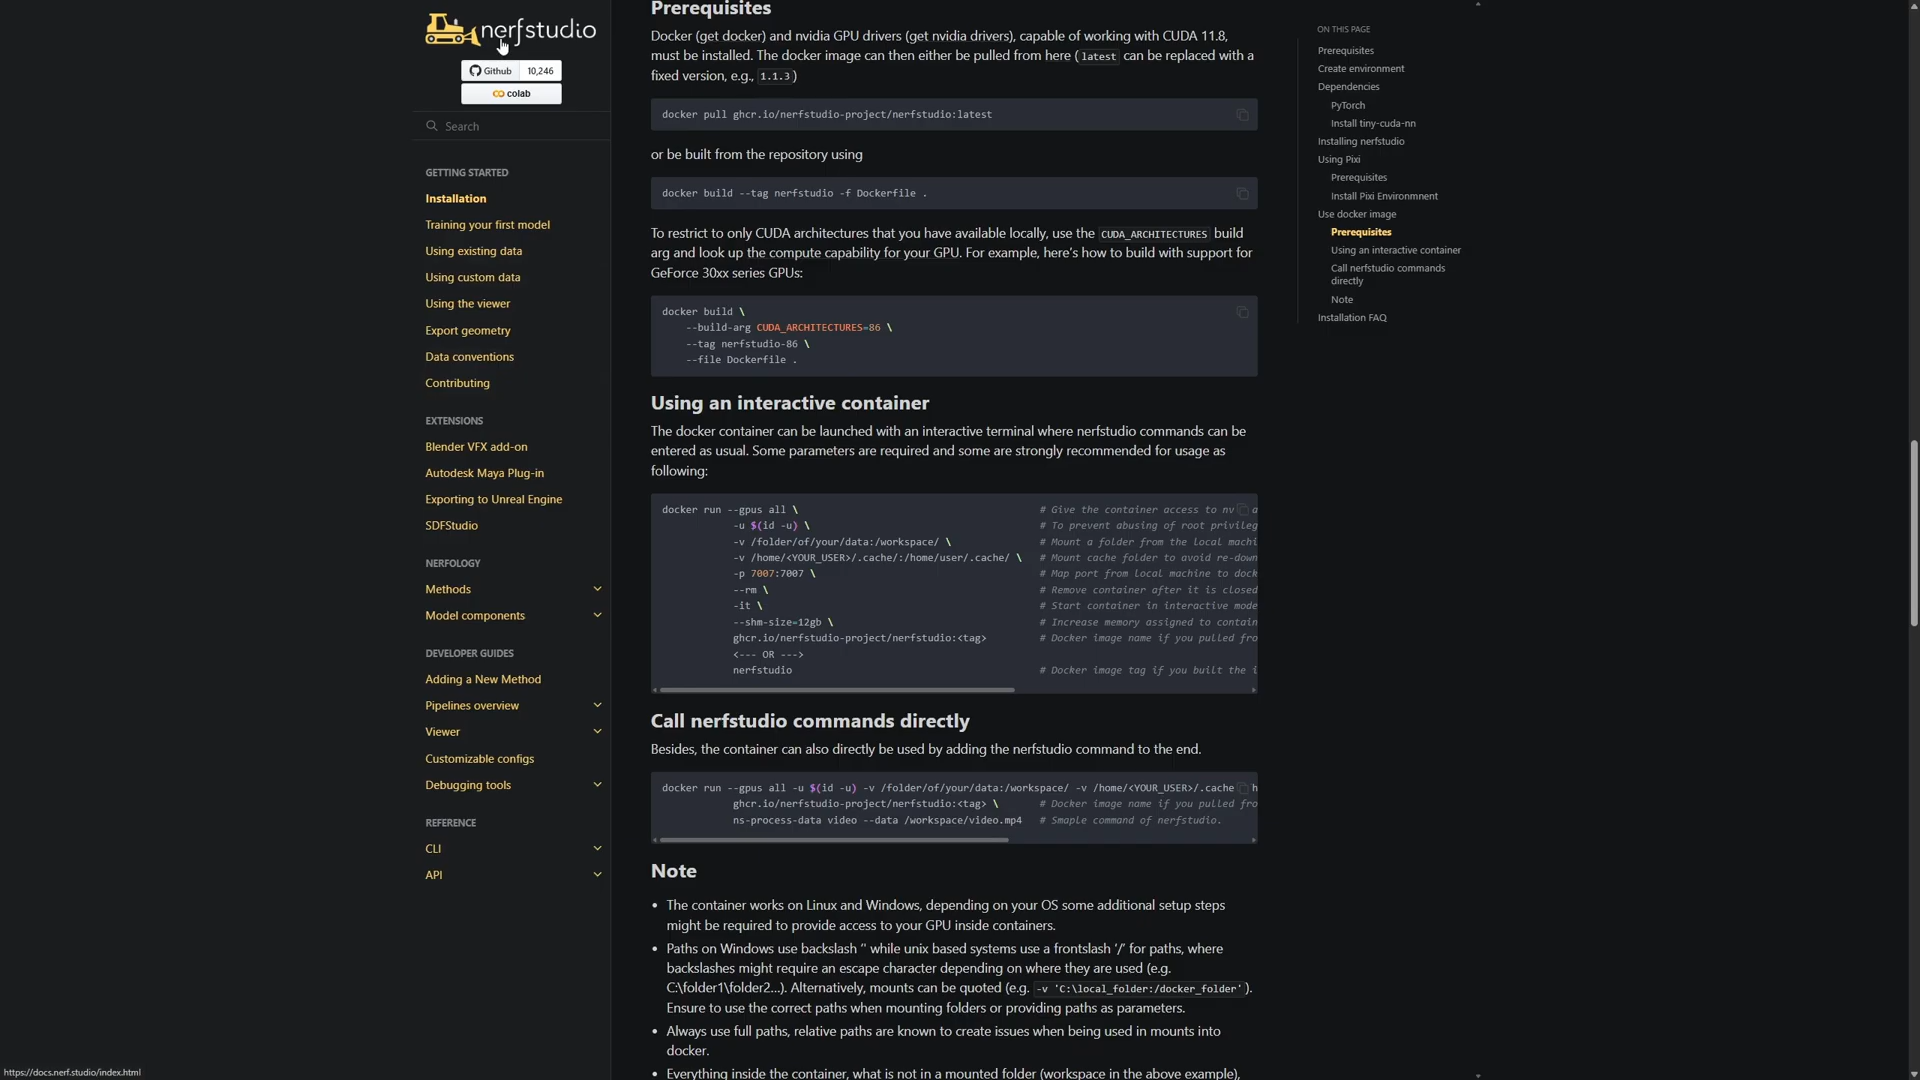 nerfstudio
Github 10,246
colab
Search
GETTING STARTED
Installation
Training your first model
Using existing data
Using custom data
Using the viewer
Export geometry
Data conventions
Contributing
EXTENSIONS
Blender VFX add-on
Autodesk Maya Plug-in
Exporting to Unreal Engine
SDFStudio
NERFOLOGY
Methods
Model components
DEVELOPER GUIDES
Adding a New Method
Pipelines overview
Viewer
Customizable configs
Debugging tools
REFERENCE
CLI
API
Prerequisites
Docker (get docker) and nvidia GPU drivers (get nvidia drivers), capable of working with CUDA 11.8,
must be installed. The docker image can then either be pulled from here (latest can be replaced with a
fixed version, e.g., 1.1.3)
docker pull ghcr.io/nerfstudio-project/nerfstudio:latest
or be built from the repository using
docker build --tag nerfstudio -f Dockerfile .
To restrict to only CUDA architectures that you have available locally, use the CUDA_ARCHITECTURES build
arg and look up the compute capability for your GPU. For example, here's how to build with support for
GeForce 30xx series GPUs:
docker build \
--build-arg CUDA_ARCHITECTURES=86 \
--tag nerfstudio-86 \
--file Dockerfile .
Using an interactive container
The docker container can be launched with an interactive terminal where nerfstudio commands can be
entered as usual. Some parameters are required and some are strongly recommended for usage as
following:
docker run --gpus all \ # Give the container access to nv a
-u $(id -u) \ # To prevent abusing of root privileg
-v /folder/of/your/data:/workspace/ \ # Mount a folder from the local machi
-v /home/<YOUR_USER>/.cache/:/home/user/.cache/ \ # Mount cache folder to avoid re-down
-p 7007:7007 \ # Map port from local machine to dock
--rm \ # Remove container after it is closed
-it \ # Start container in interactive mode
--shm-size=12gb \ # Increase memory assigned to contain
ghcr.io/nerfstudio-project/nerfstudio:<tag> # Docker image name if you pulled fro
<--- OR --->
nerfstudio # Docker image tag if you built the i
Call nerfstudio commands directly
Besides, the container can also directly be used by adding the nerfstudio command to the end.
docker run --gpus all -u $(id -u) -v /folder/of/your/data:/workspace/ -v /home/<YOUR_USER>/.cache h
ghcr.io/nerfstudio-project/nerfstudio:<tag> \ # Docker image name if you pulled fro
ns-process-data video --data /workspace/video.mp4 # Smaple command of nerfstudio.
Note
• The container works on Linux and Windows, depending on your OS some additional setup steps
might be required to provide access to your GPU inside containers.
• Paths on Windows use backslash '' while unix based systems use a frontslash '/' for paths, where
backslashes might require an escape character depending on where they are used (e.g.
C:\folder1\folder2…). Alternatively, mounts can be quoted (e.g. -v 'C:\local_folder:/docker_folder').
Ensure to use the correct paths when mounting folders or providing paths as parameters.
• Always use full paths, relative paths are known to create issues when being used in mounts into
docker.
• Everything inside the container, what is not in a mounted folder (workspace in the above example),
ON THIS PAGE
Prerequisites
Create environment
Dependencies
PyTorch
Install tiny-cuda-nn
Installing nerfstudio
Using Pixi
Prerequisites
Install Pixi Environmnent
Use docker image
Prerequisites
Using an interactive container
Call nerfstudio commands
directly
Note
Installation FAQ
https://docs.nerf.studio/index.html